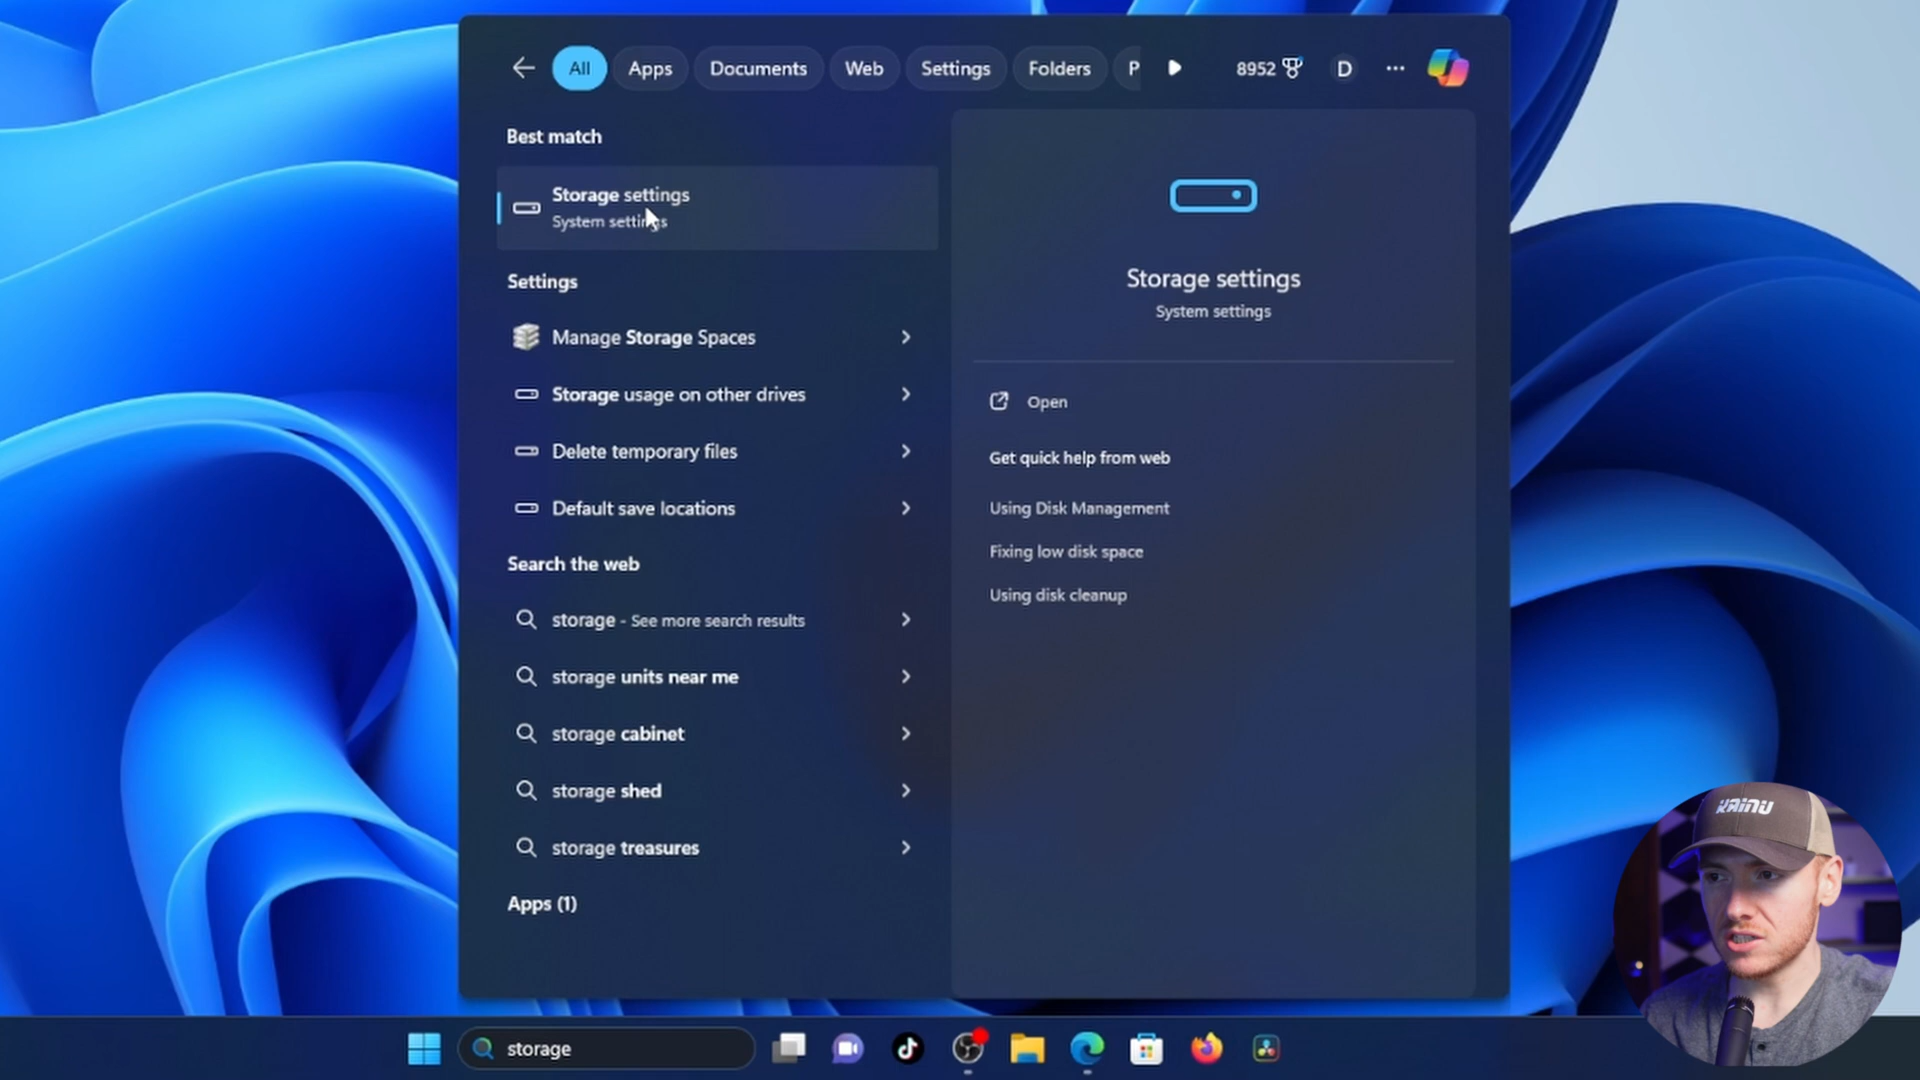 All
Apps
Documents
Web
Settings
Folders
P
8952
D
Best match
Storage settings
System settings
Settings
Manage Storage Spaces
Storage usage on other drives
Delete temporary files
Default save locations
Search the web
storage - See more search results
storage units near me
storage cabinet
storage shed
storage treasures
Apps (1)
Storage settings
System settings
Open
Get quick help from web
Using Disk Management
Fixing low disk space
Using disk cleanup
KAINU
storage